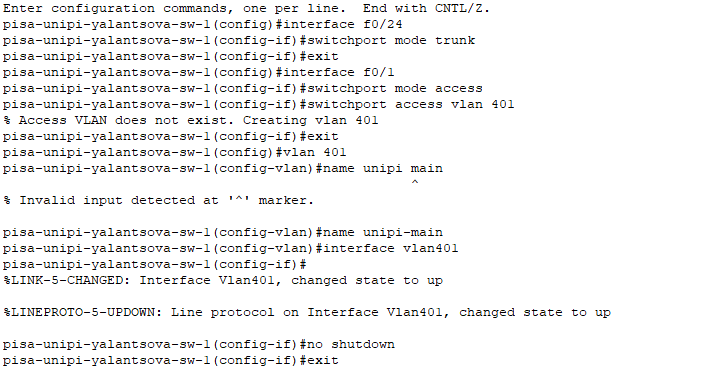 Enter configuration commands, one per line.  End with CNTL/Z.
pisa-unipi-yalantsova-sw-1(config)#interface f0/24
pisa-unipi-yalantsova-sw-1(config-if)#switchport mode trunk
pisa-unipi-yalantsova-sw-1(config-if)#exit
pisa-unipi-yalantsova-sw-1(config)#interface f0/1
pisa-unipi-yalantsova-sw-1(config-if)#switchport mode access
pisa-unipi-yalantsova-sw-1(config-if)#switchport access vlan 401
% Access VLAN does not exist. Creating vlan 401
pisa-unipi-yalantsova-sw-1(config-if)#exit
pisa-unipi-yalantsova-sw-1(config)#vlan 401
pisa-unipi-yalantsova-sw-1(config-vlan)#name unipi main
^
% Invalid input detected at '^' marker.
pisa-unipi-yalantsova-sw-1(config-vlan)#name unipi-main
pisa-unipi-yalantsova-sw-1(config-vlan)#interface vlan401
pisa-unipi-yalantsova-sw-1(config-if)#
%LINK-5-CHANGED: Interface Vlan401, changed state to up
%LINEPROTO-5-UPDOWN: Line protocol on Interface Vlan401, changed state to up
pisa-unipi-yalantsova-sw-1(config-if)#no shutdown
pisa-unipi-yalantsova-sw-1(config-if)#exit